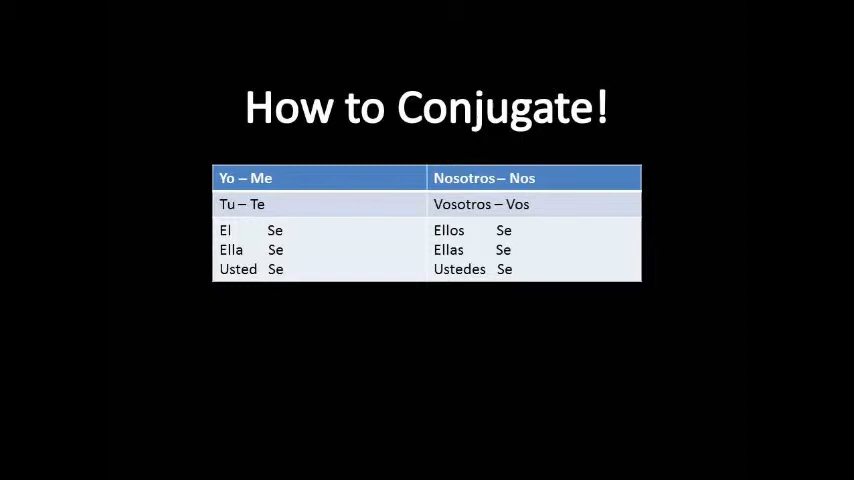 How to Conjugate!
Yo – Me
Nosotros – Nos
Tu – Te
Vosotros – Vos
El Se
Ella Se
Usted Se
Ellos Se
Ellas Se
Ustedes Se